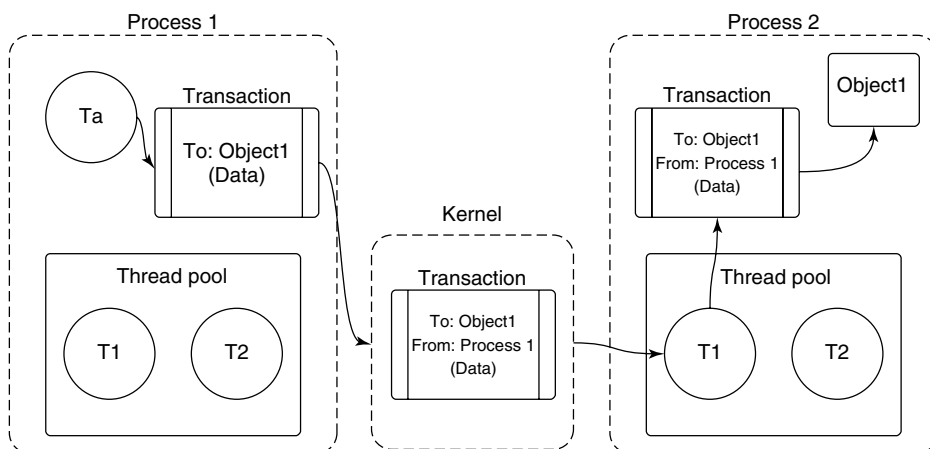 Process 1
Ta
Transaction
To: Object1
(Data)
Thread pool
T1
T2
Kernel
Transaction
To: Object1
From: Process 1
(Data)
Process 2
Transaction
To: Object1
From: Process 1
(Data)
Object1
Thread pool
T1
T2